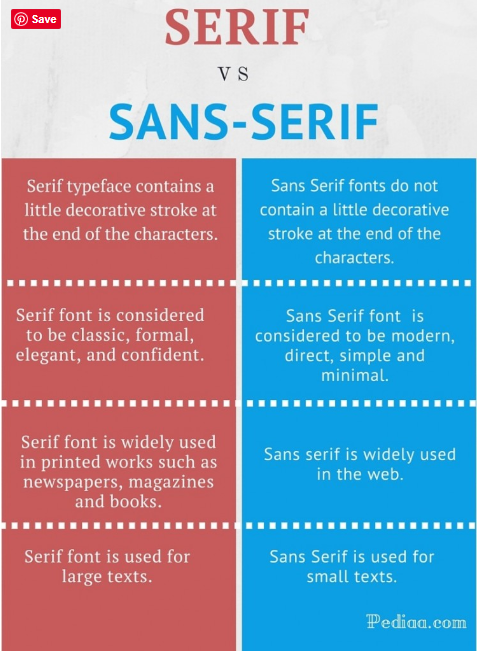 Save
SERIF
VS
SANS-SERIF
Serif typeface contains a
little decorative stroke at
the end of the characters.
Sans Serif fonts do not
contain a little decorative
stroke at the end of the
characters.
Serif font is considered
to be classic, formal,
elegant, and confident.
Sans Serif font is
considered to be modern,
direct, simple and
minimal.
Serif font is widely used
in printed works such as
newspapers, magazines
and books.
Sans serif is widely used
in the web.
Serif font is used for
large texts.
Sans Serif is used for
small texts.
Pediaa.com